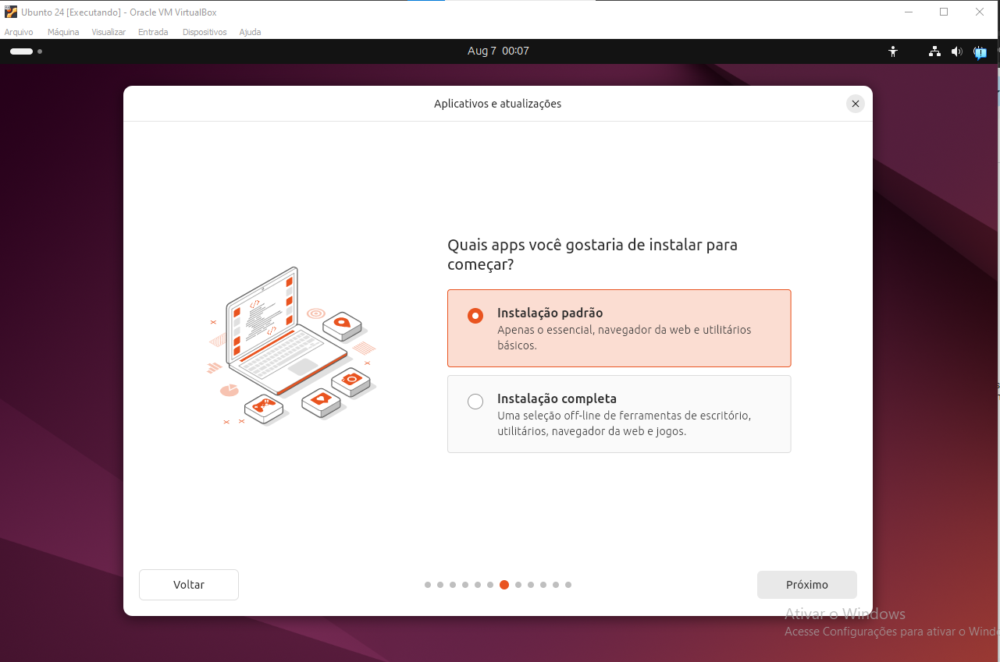 Ubunto 24 [Executando] - Oracle VM VirtualBox
Arquivo Máquina Visualizar Entrada Dispositivos Ajuda
Aug 7 00:07
Aplicativos e atualizações
Quais apps você gostaria de instalar para
começar?
Instalação padrão
Apenas o essencial, navegador da web e utilitários
básicos.
Instalação completa
Uma seleção off-line de ferramentas de escritório,
utilitários, navegador da web e jogos.
Voltar
Próximo
Ativar o Windows
Acesse Configurações para ativar o Windo